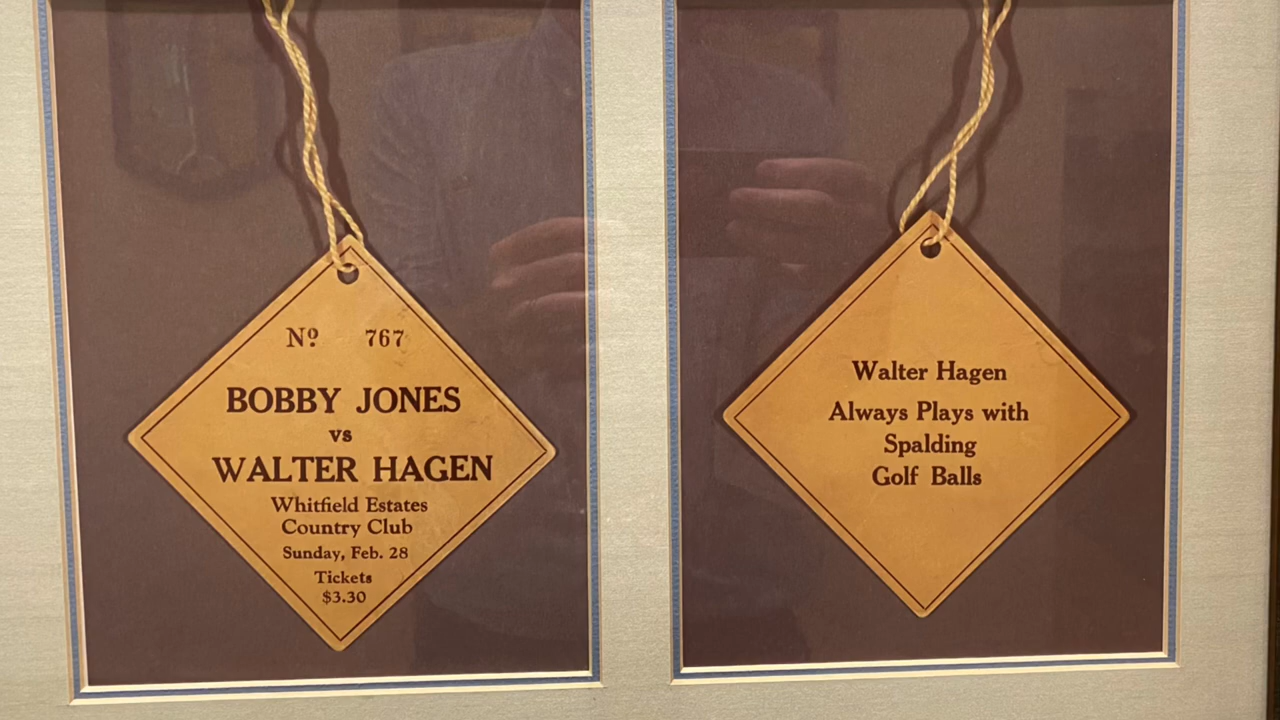 Nº 767
BOBBY JONES
vs
WALTER HAGEN
Whitfield Estates
Country Club
Sunday, Feb. 28
Tickets
$3.30
Walter Hagen
Always Plays with
Spalding
Golf Balls